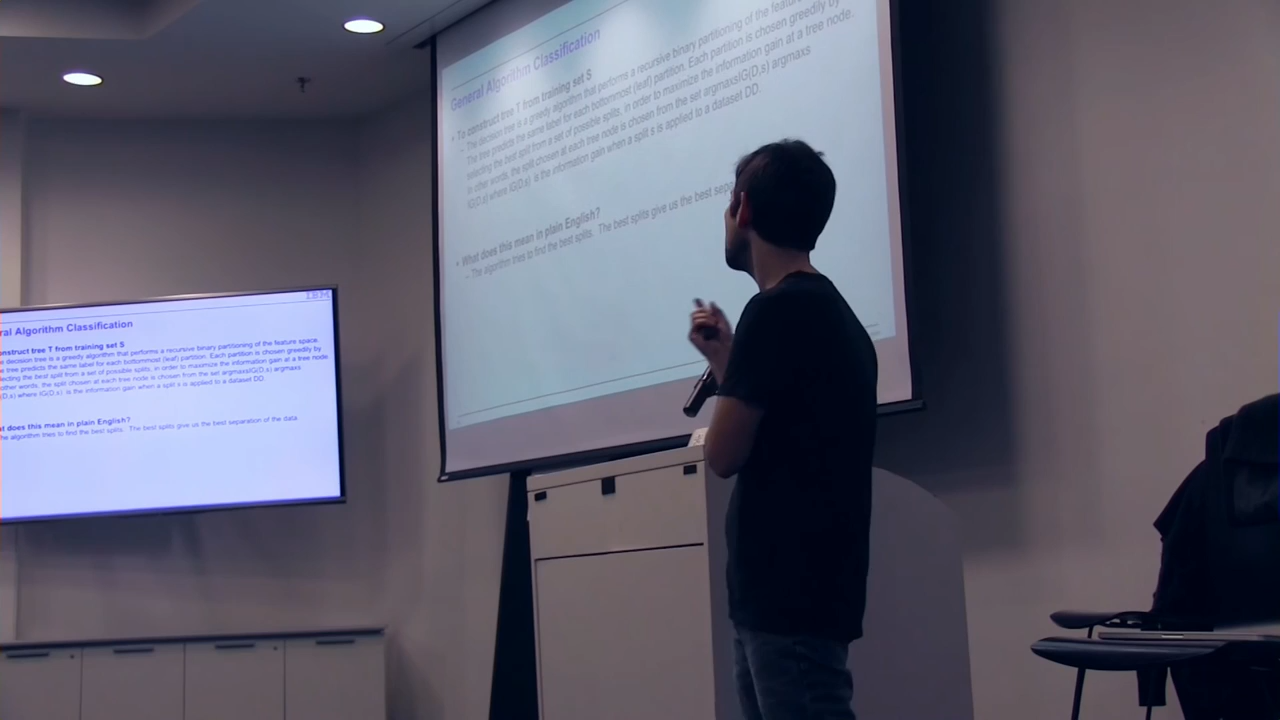 General Algorithm Classification
• To construct tree T from training set S
– The decision tree is a greedy algorithm that performs a recursive binary partitioning of the feature
The tree predicts the same label for each bottommost (leaf) partition. Each partition is chosen greedily by
selecting the best split from a set of possible splits, in order to maximize the information gain at a tree node.
In other words, the split chosen at each tree node is chosen from the set argmaxsIG(D,s) argmaxs
IG(D,s) where IG(D,s) is the information gain when a split s is applied to a dataset DD.
• What does this mean in plain English?
– The algorithm tries to find the best splits. The best splits give us the best sep
IBM
ral Algorithm Classification
nstruct tree T from training set S
e decision tree is a greedy algorithm that performs a recursive binary partitioning of the feature space.
e tree predicts the same label for each bottommost (leaf) partition. Each partition is chosen greedily by
lecting the best split from a set of possible splits, in order to maximize the information gain at a tree node
other words, the split chosen at each tree node is chosen from the set argmaxsIG(D,s) argmaxs
(D,s) where IG(D,s) is the information gain when a split s is applied to a dataset DD.
at does this mean in plain English?
he algorithm tries to find the best splits. The best splits give us the best separation of the data